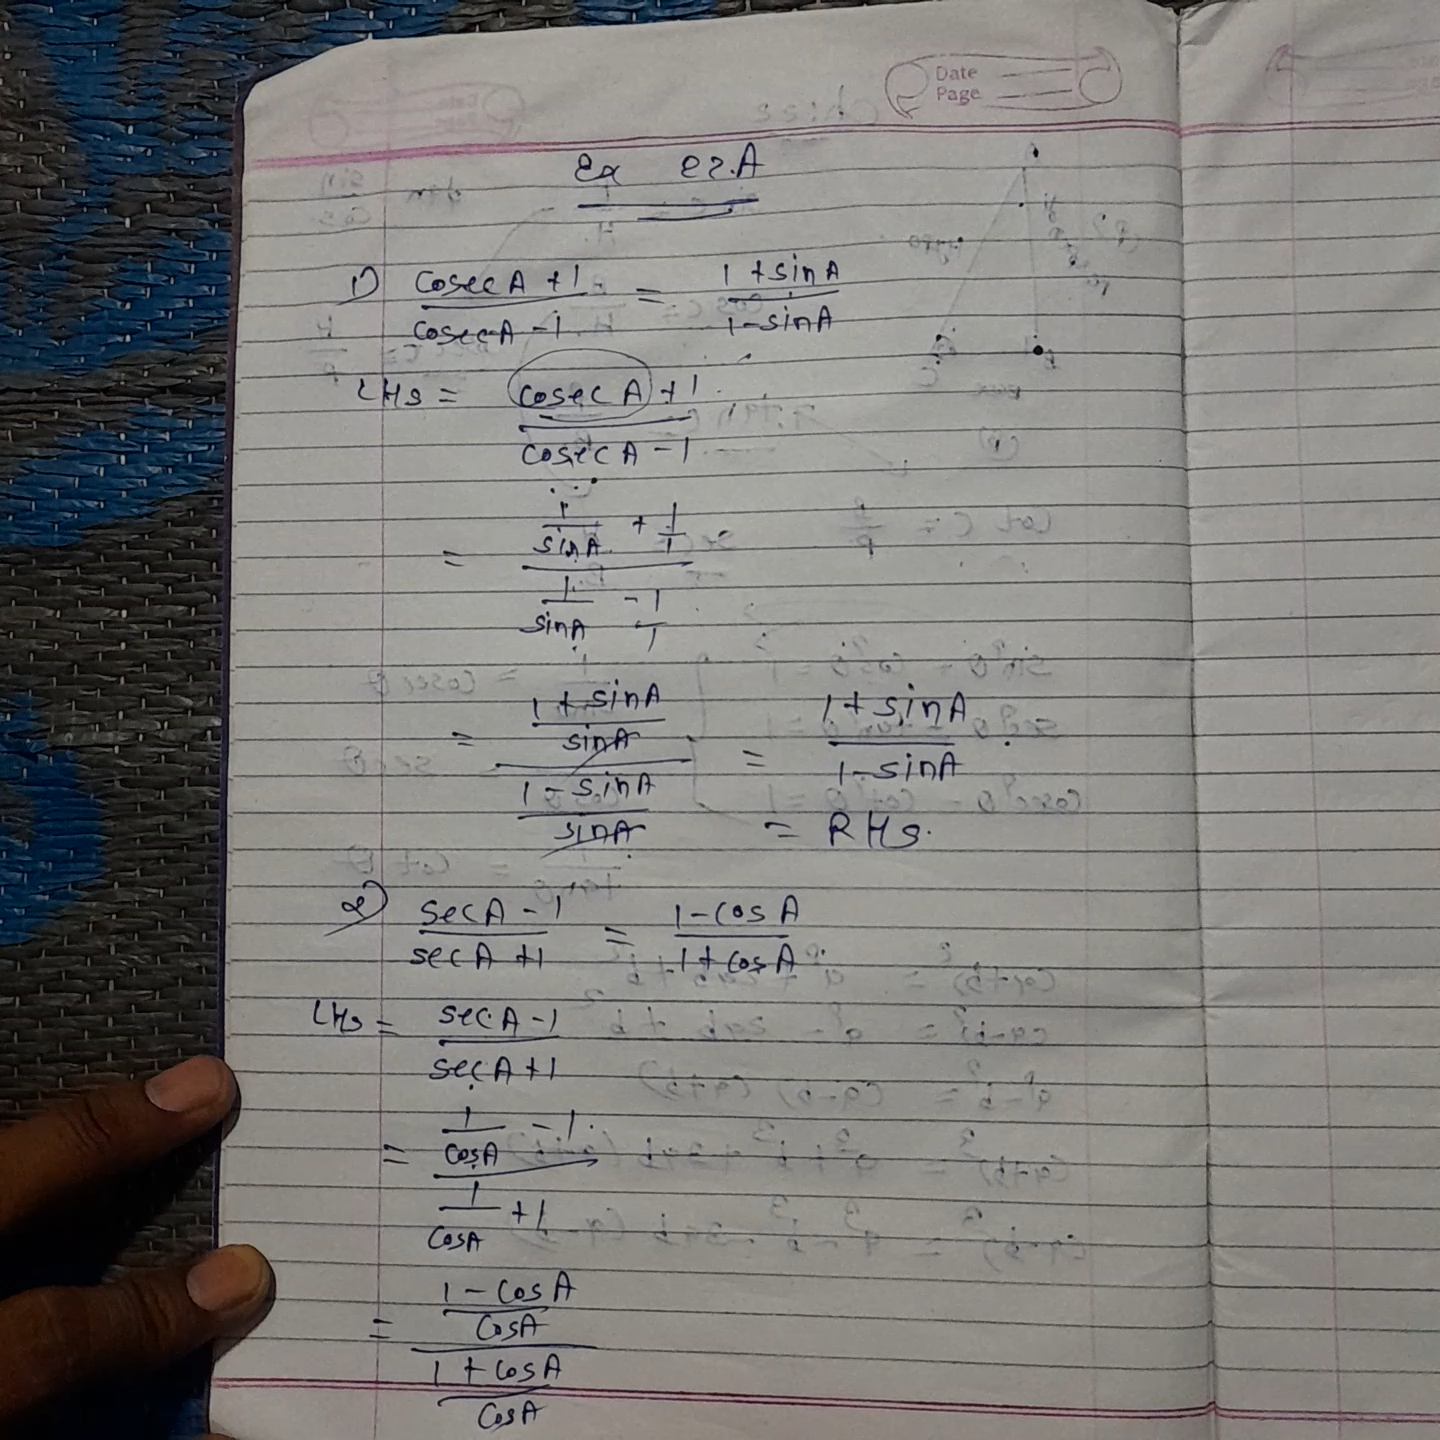 Date
Page
Ex 22.A
1) cosecA+1 / cosecA-1 = 1+sinA / 1-sinA
LHS = cosecA+1 / cosecA-1
= 1/sinA + 1/1 / 1/sinA - 1/1
= 1+sinA/sinA / 1-sinA/sinA = 1+sinA / 1-sinA
= RHS.
2) secA-1 / secA+1 = 1-cosA / 1+cosA
LHS = secA-1 / secA+1
= 1/cosA - 1 / 1/cosA + 1
= 1-cosA/cosA / 1+cosA/cosA